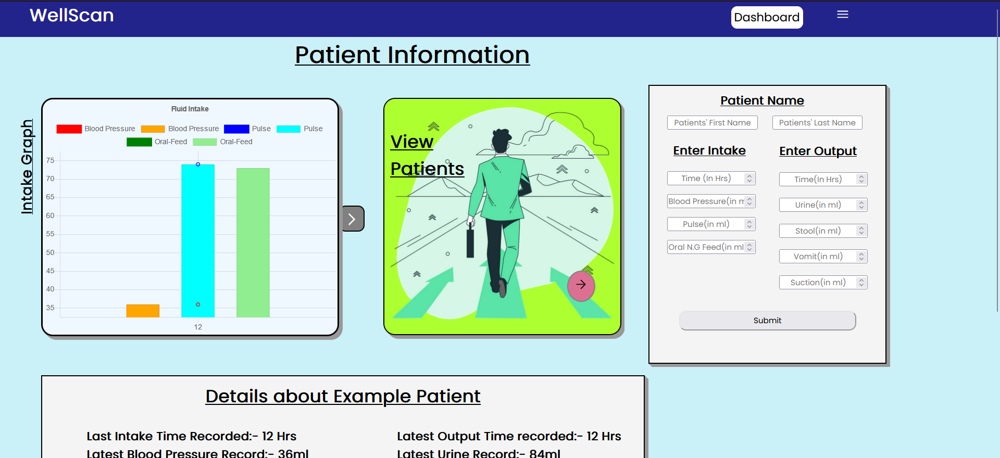 WellScan
Dashboard
Patient Information
Intake Graph
Fluid Intake
Blood Pressure Blood Pressure Pulse Pulse
Oral-Feed Oral-Feed
75
70
65
60
55
50
45
40
35
12
View
Patients
Patient Name
Patients' First Name Patients' Last Name
Enter Intake
Time (In Hrs)
Blood Pressure(in m
Pulse(in ml)
Oral N.G Feed(in ml
Enter Output
Time(In Hrs)
Urine(in ml)
Stool(in ml)
Vomit(in ml)
Suction(in ml)
Submit
Details about Example Patient
Last Intake Time Recorded:- 12 Hrs
Latest Blood Pressure Record:- 36ml
Latest Output Time recorded:- 12 Hrs
Latest Urine Record:- 84ml